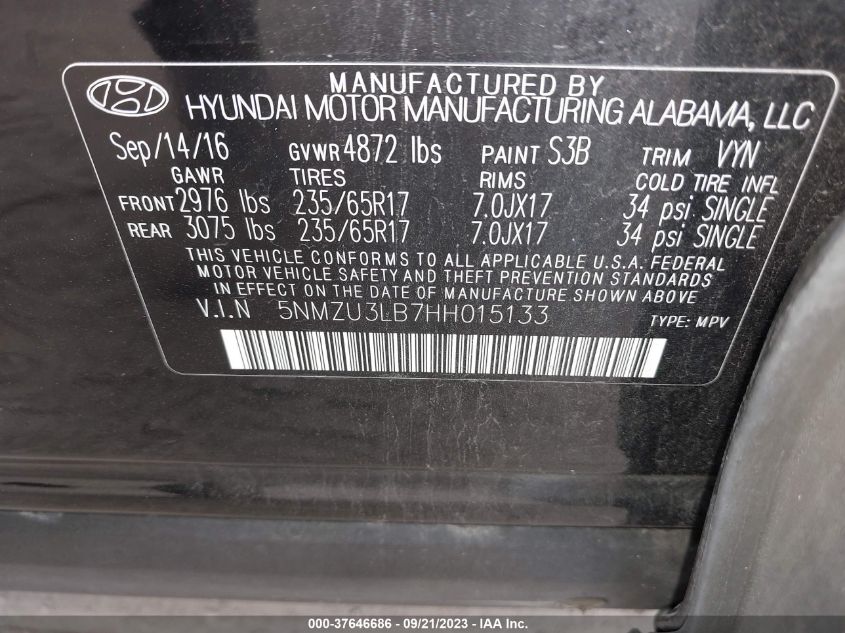 MANUFACTURED BY
HYUNDAI MOTOR MANUFACTURING ALABAMA, LLC
Sep/14/16 GVWR 4872 lbs PAINT S3B TRIM VYN
GAWR TIRES RIMS COLD TIRE INFL
FRONT 2976 lbs 235/65R17 7.0JX17 34 psi SINGLE
REAR 3075 lbs 235/65R17 7.0JX17 34 psi SINGLE
THIS VEHICLE CONFORMS TO ALL APPLICABLE U.S.A. FEDERAL
MOTOR VEHICLE SAFETY AND THEFT PREVENTION STANDARDS
IN EFFECT ON THE DATE OF MANUFACTURE SHOWN ABOVE.
V.I.N 5NMZU3LB7HH015133 TYPE: MPV
000-37646686 - 09/21/2023 - IAA Inc.